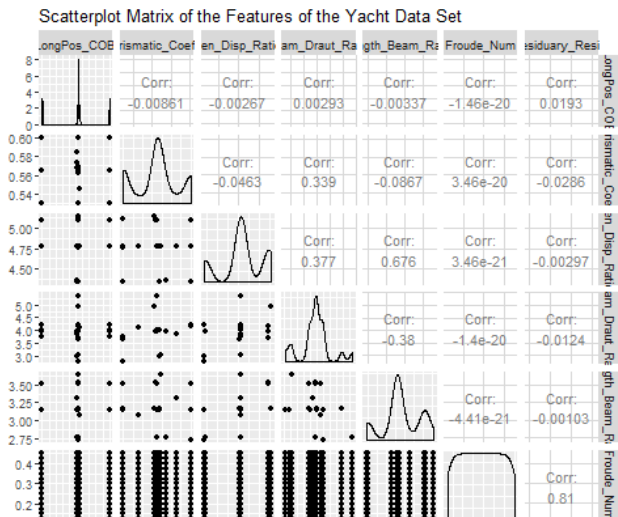 Scatterplot Matrix of the Features of the Yacht Data Set
.ongPos_COB rismatic_Coef en_Disp_Rati am_Draut_Ra gth_Beam_Ra Froude_Num siduary_Resi
8
6
4
2
0
Corr: -0.00861
Corr: -0.00267
Corr: 0.00293
Corr: -0.00337
Corr: -1.46e-20
Corr: 0.0193
.ongPos_COE
0.60
0.58
0.56
0.54
Corr: -0.0463
Corr: 0.339
Corr: -0.0867
Corr: 3.46e-20
Corr: -0.0286
rismatic_Coe
5.00
4.75
4.50
Corr: 0.377
Corr: 0.676
Corr: 3.46e-21
Corr: -0.00297
en_Disp_Rati
5.0
4.5
4.0
3.5
3.0
Corr: -0.38
Corr: -1.4e-20
Corr: -0.0124
am_Draut_Ra
3.50
3.25
3.00
2.75
Corr: -4.41e-21
Corr: -0.00103
gth_Beam_R
0.4
0.3
0.2
Corr: 0.81
Froude_Num